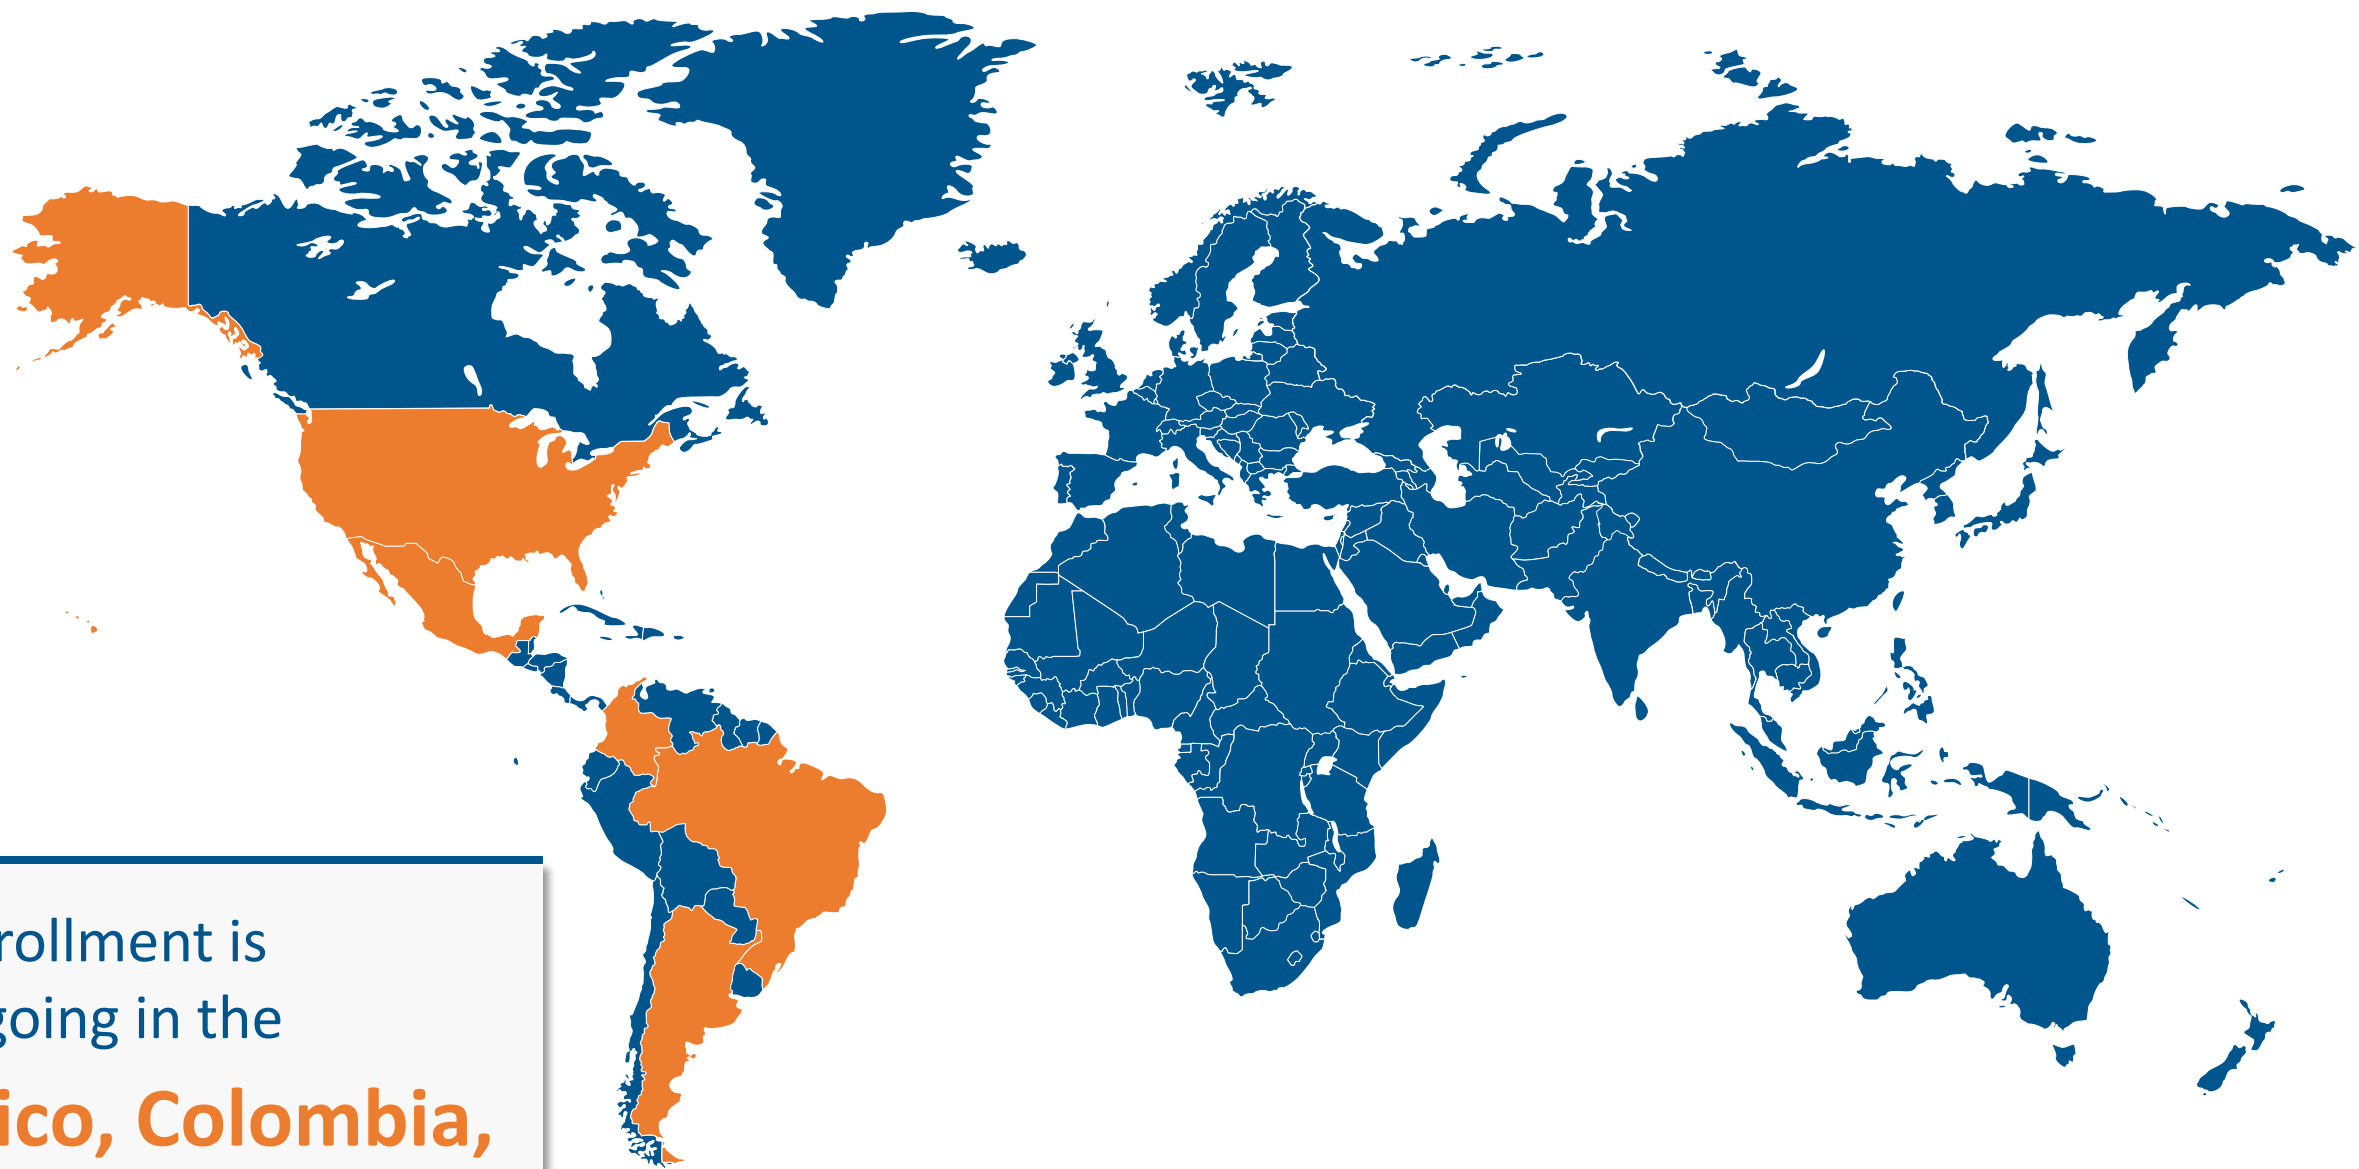 rollment is
going in the
ico, Colombia,